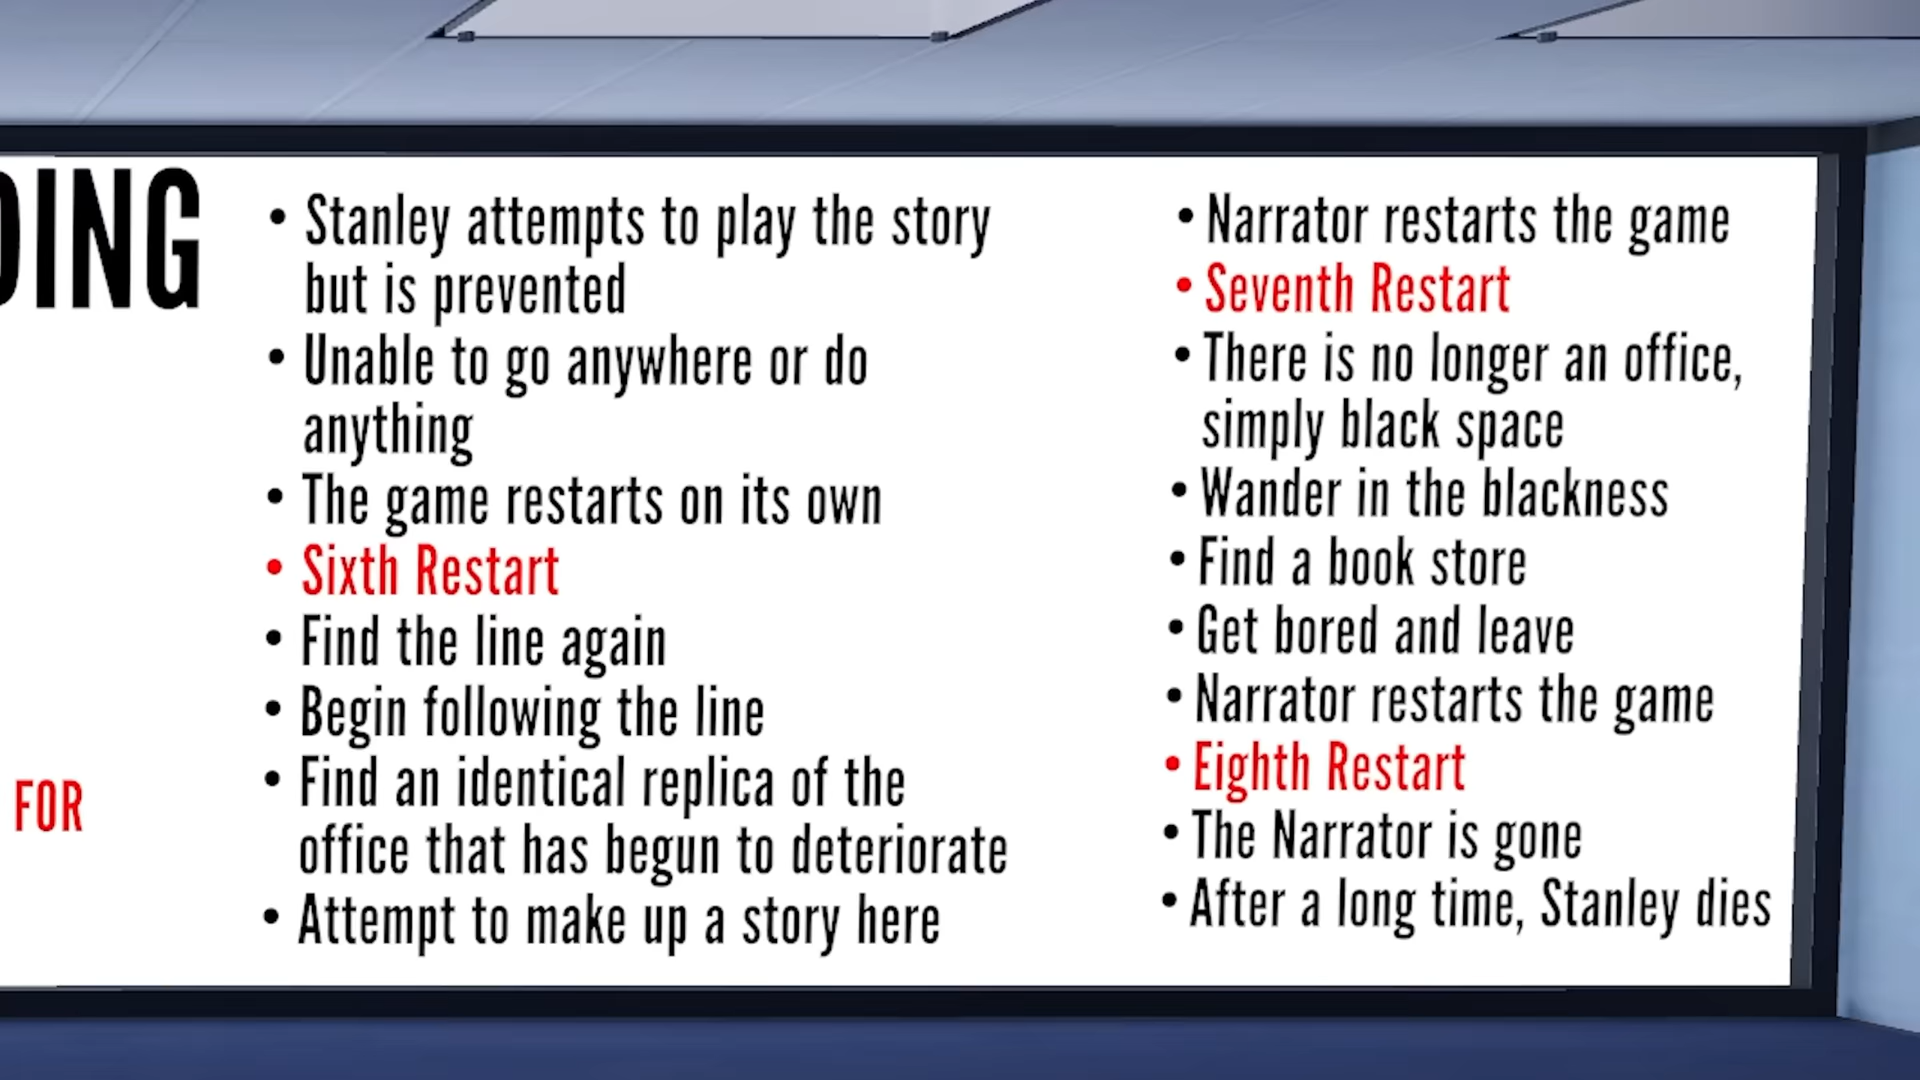 DING
FOR
• Stanley attempts to play the story
but is prevented
• Unable to go anywhere or do
anything
• The game restarts on its own
• Sixth Restart
• Find the line again
• Begin following the line
• Find an identical replica of the
office that has begun to deteriorate
• Attempt to make up a story here
• Narrator restarts the game
• Seventh Restart
• There is no longer an office,
simply black space
• Wander in the blackness
• Find a book store
• Get bored and leave
• Narrator restarts the game
• Eighth Restart
• The Narrator is gone
• After a long time, Stanley dies